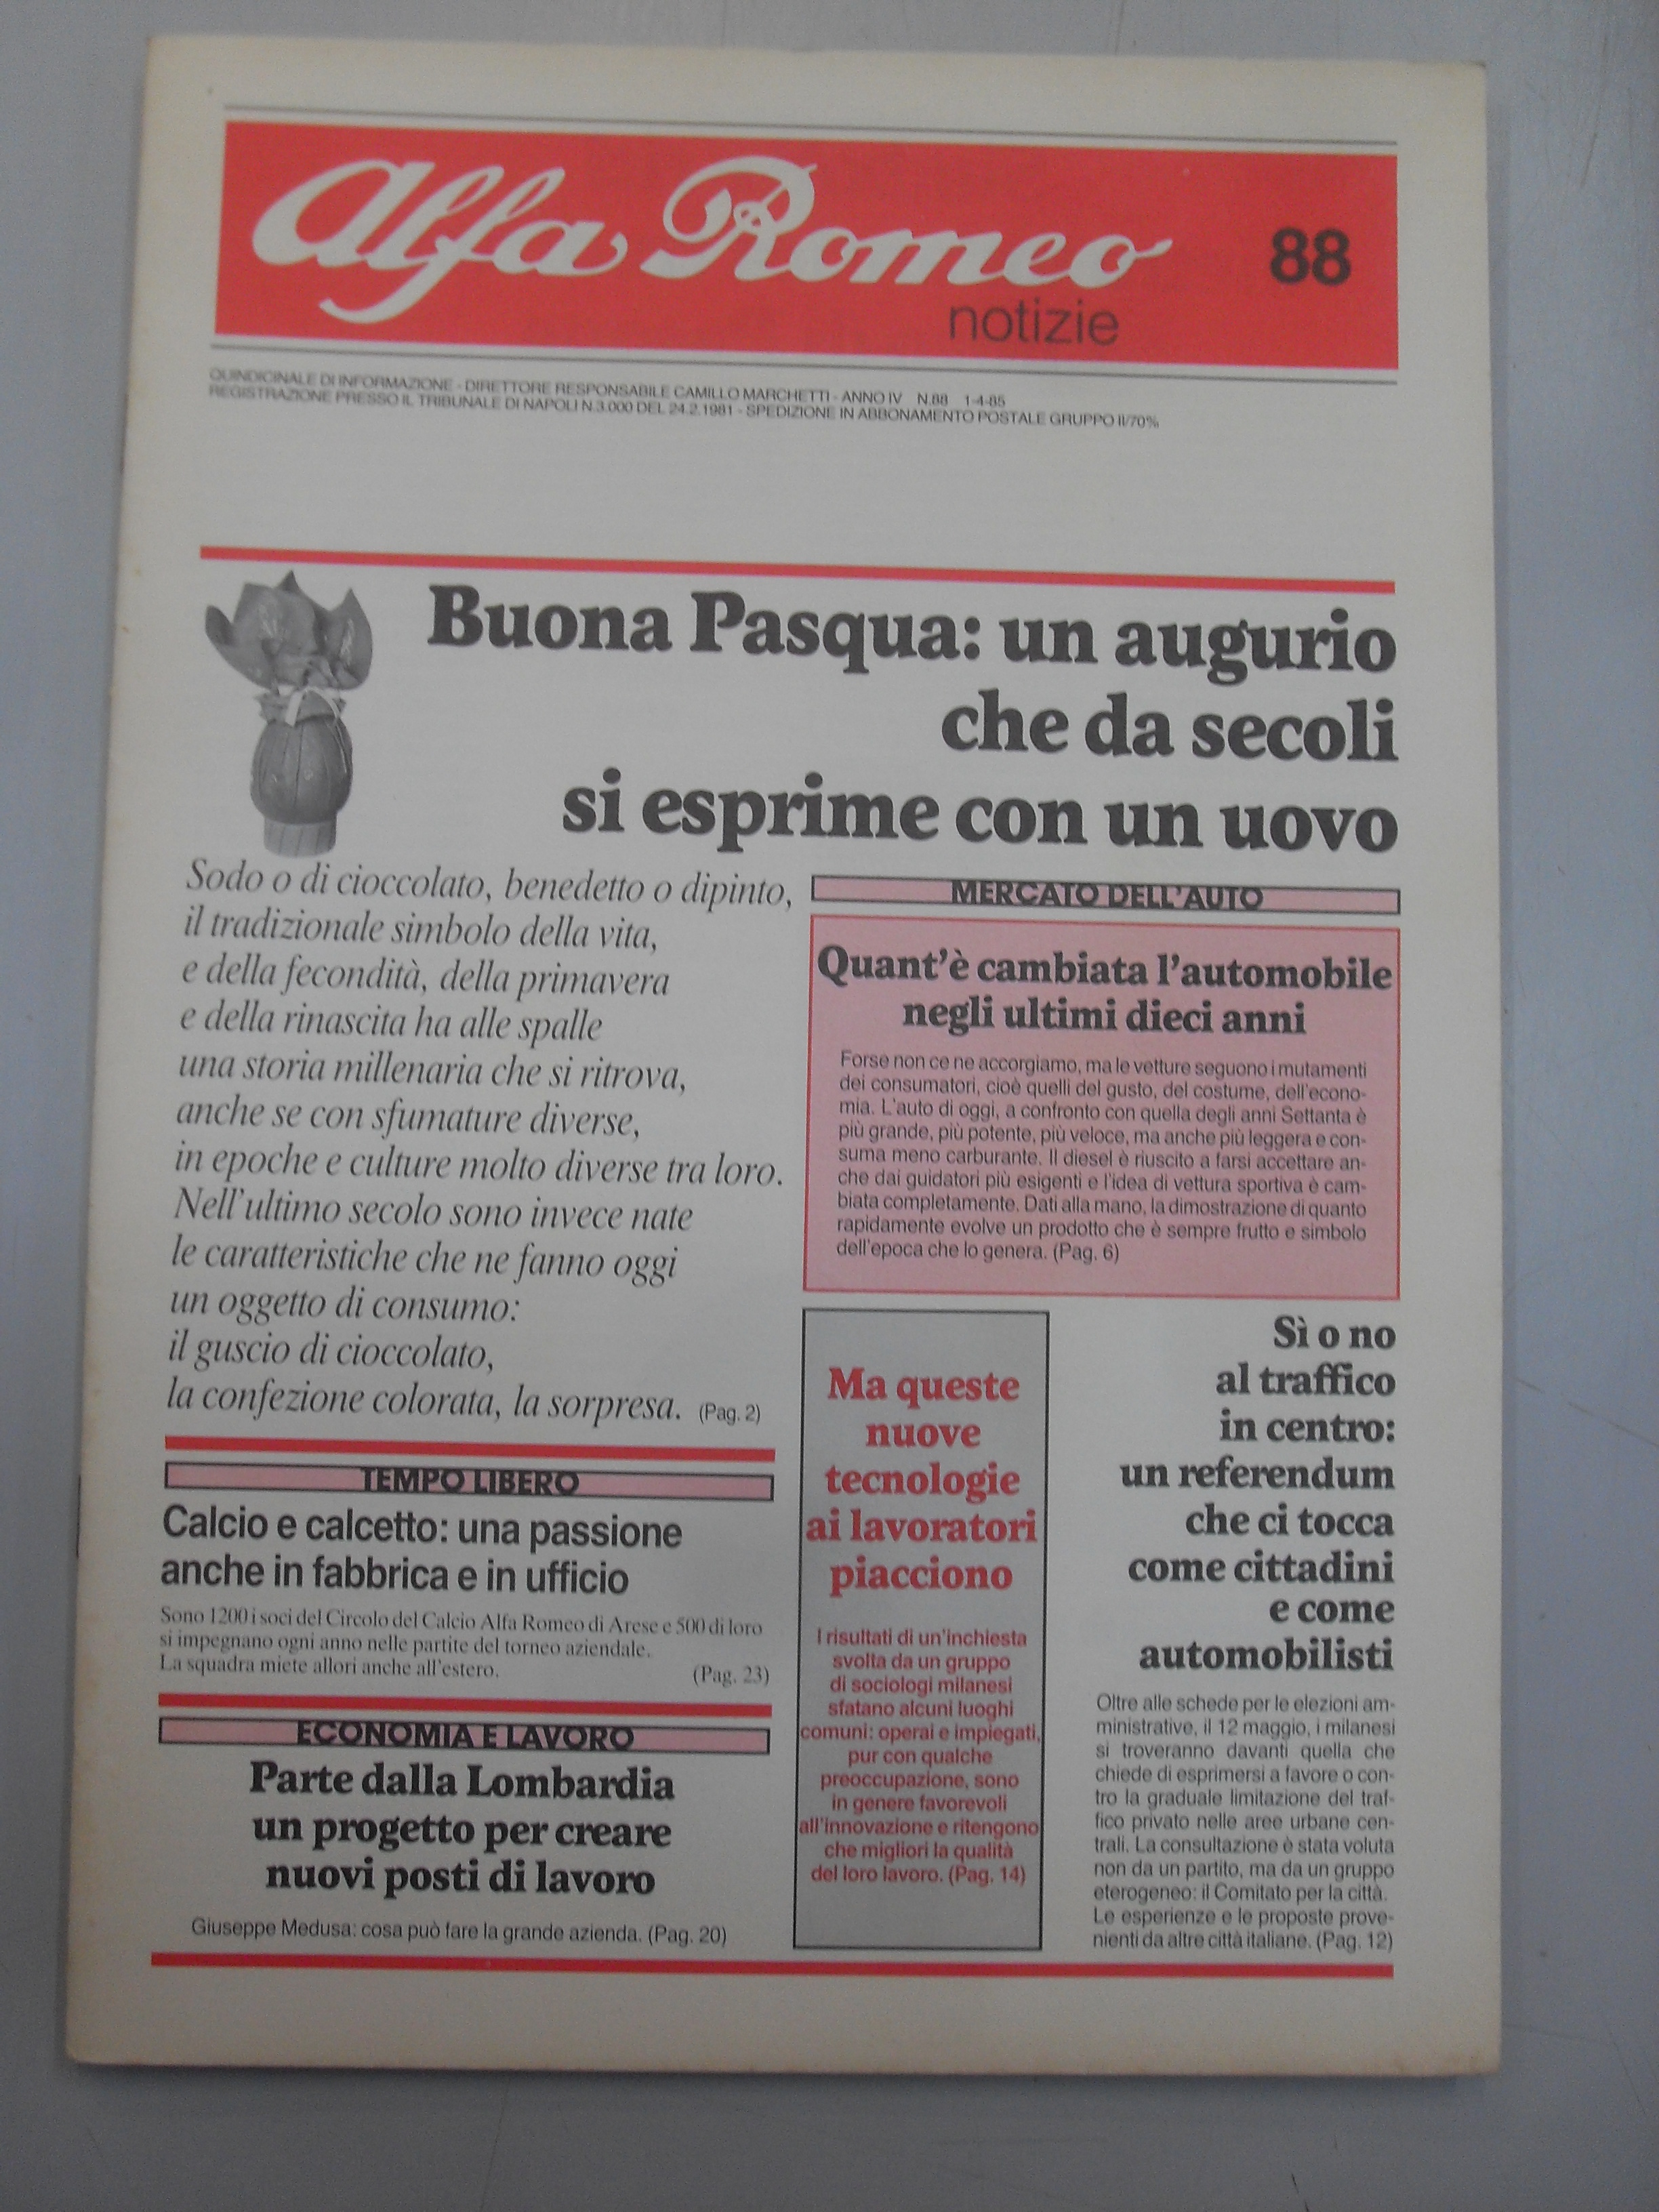 Alfa Romeo
notizie
88
QUINDICINALE DI INFORMAZIONE - DIRETTORE RESPONSABILE CAMILLO MARCHETTI - ANNO IV N.88 1-4-85
REGISTRAZIONE PRESSO IL TRIBUNALE DI NAPOLI N.3.000 DEL 24.2.1981 - SPEDIZIONE IN ABBONAMENTO POSTALE GRUPPO II/70%
Buona Pasqua: un augurio
che da secoli
si esprime con un uovo
Sodo o di cioccolato, benedetto o dipinto,
il tradizionale simbolo della vita,
e della fecondità, della primavera
e della rinascita ha alle spalle
una storia millenaria che si ritrova,
anche se con sfumature diverse,
in epoche e culture molto diverse tra loro.
Nell'ultimo secolo sono invece nate
le caratteristiche che ne fanno oggi
un oggetto di consumo:
il guscio di cioccolato,
la confezione colorata, la sorpresa. (Pag. 2)
TEMPO LIBERO
Calcio e calcetto: una passione
anche in fabbrica e in ufficio
Sono 1200 i soci del Circolo del Calcio Alfa Romeo di Arese e 500 di loro
si impegnano ogni anno nelle partite del torneo aziendale.
La squadra miete allori anche all'estero. (Pag. 23)
ECONOMIA E LAVORO
Parte dalla Lombardia
un progetto per creare
nuovi posti di lavoro
Giuseppe Medusa: cosa può fare la grande azienda. (Pag. 20)
MERCATO DELL'AUTO
Quant'è cambiata l'automobile
negli ultimi dieci anni
Forse non ce ne accorgiamo, ma le vetture seguono i mutamenti
dei consumatori, cioè quelli del gusto, del costume, dell'econo-
mia. L'auto di oggi, a confronto con quella degli anni Settanta è
più grande, più potente, più veloce, ma anche più leggera e con-
suma meno carburante. Il diesel è riuscito a farsi accettare an-
che dai guidatori più esigenti e l'idea di vettura sportiva è cam-
biata completamente. Dati alla mano, la dimostrazione di quanto
rapidamente evolve un prodotto che è sempre frutto e simbolo
dell'epoca che lo genera. (Pag. 6)
Ma queste
nuove
tecnologie
ai lavoratori
piacciono
I risultati di un'inchiesta
svolta da un gruppo
di sociologi milanesi
sfatano alcuni luoghi
comuni: operai e impiegati,
pur con qualche
preoccupazione, sono
in genere favorevoli
all'innovazione e ritengono
che migliori la qualità
del loro lavoro. (Pag. 14)
Sì o no
al traffico
in centro:
un referendum
che ci tocca
come cittadini
e come
automobilisti
Oltre alle schede per le elezioni am-
ministrative, il 12 maggio, i milanesi
si troveranno davanti quella che
chiede di esprimersi a favore o con-
tro la graduale limitazione del traf-
fico privato nelle aree urbane cen-
trali. La consultazione è stata voluta
non da un partito, ma da un gruppo
eterogeneo: il Comitato per la città.
Le esperienze e le proposte prove-
nienti da altre città italiane. (Pag. 12)